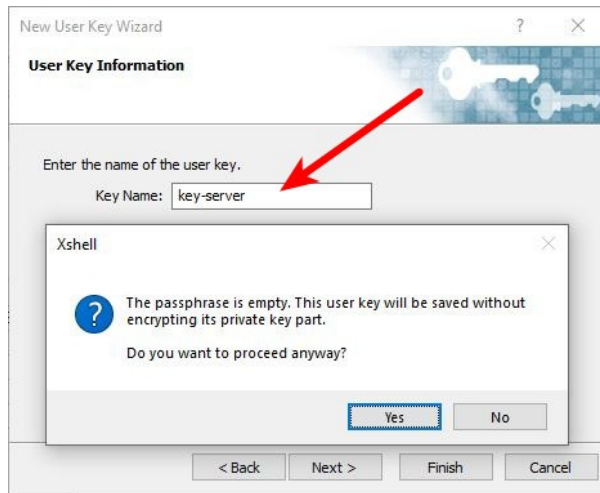 New User Key Wizard
?
User Key Information
Enter the name of the user key.
Key Name: key-server
Xshell
?
The passphrase is empty. This user key will be saved without
encrypting its private key part.
Do you want to proceed anyway?
Yes No
< Back Next > Finish Cancel